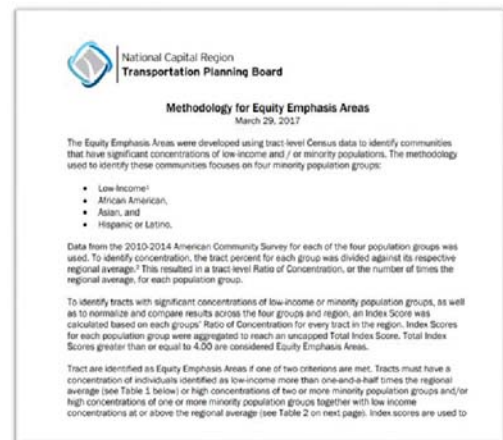 National Capital Region
Transportation Planning Board
Methodology for Equity Emphasis Areas
March 29, 2017
The Equity Emphasis Areas were developed using tract-level Census data to identify communities
that have significant concentrations of low-income and / or minority populations. The methodology
used to identify these communities focuses on four minority population groups:
• Low-Income¹
• African American,
• Asian, and
• Hispanic or Latino,
Data from the 2010-2014 American Community Survey for each of the four population groups was
used. To identify concentration, the tract percent for each group was divided against its respective
regional average.² This resulted in a tract-level Ratio of Concentration, or the number of times the
regional average, for each population group.
To identify tracts with significant concentrations of low-income or minority population groups, as well
as to normalize and compare results across the four groups and region, an Index Score was
calculated based on each groups' Ratio of Concentration for every tract in the region. Index Scores
for each population group were aggregated to reach an uncapped Total Index Score. Total Index
Scores greater than or equal to 4.00 are considered Equity Emphasis Areas.
Tract are identified as Equity Emphasis Areas if one of two criterions are met. Tracts must have a
concentration of individuals identified as low-income more than one-and-a-half times the regional
average (see Table 1 below) or high concentrations of two or more minority population groups and/or
high concentrations of one or more minority population groups together with low income
concentrations at or above the regional average (see Table 2 on next page). Index scores are used to